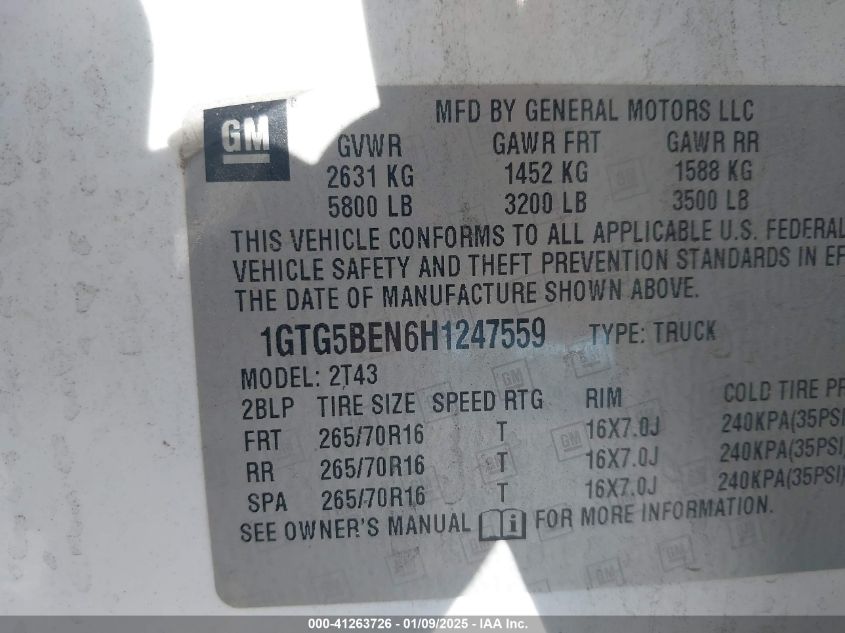 GM
MFD BY GENERAL MOTORS LLC
GVWR GAWR FRT GAWR RR
2631 KG 1452 KG 1588 KG
5800 LB 3200 LB 3500 LB
THIS VEHICLE CONFORMS TO ALL APPLICABLE U.S. FEDERAL
VEHICLE SAFETY AND THEFT PREVENTION STANDARDS IN EF
THE DATE OF MANUFACTURE SHOWN ABOVE.
1GTG5BEN6H1247559 TYPE: TRUCK
MODEL: 2T43
2BLP TIRE SIZE SPEED RTG RIM COLD TIRE PR
FRT 265/70R16 T 16X7.0J 240KPA(35PSI)
RR 265/70R16 T 16X7.0J 240KPA(35PSI)
SPA 265/70R16 T 16X7.0J 240KPA(35PSI)
SEE OWNER'S MANUAL FOR MORE INFORMATION.
000-41263726 - 01/09/2025 - IAA Inc.